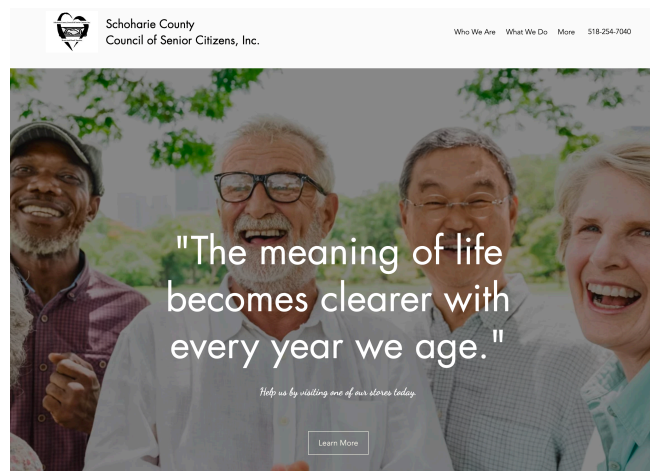 Schoharie County
Council of Senior Citizens, Inc.
Who We Are What We Do More 518-254-7040
"The meaning of life
becomes clearer with
every year we age."
Help us by visiting one of our stores today.
Learn More